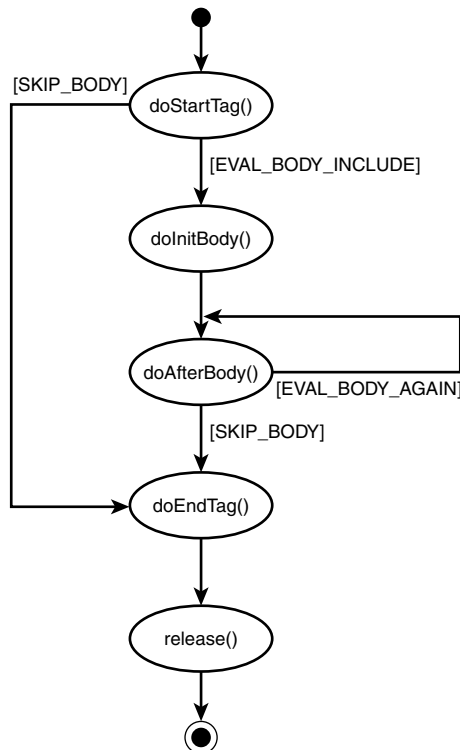 [SKIP_BODY]
doStartTag()
[EVAL_BODY_INCLUDE]
doInitBody()
doAfterBody()
[EVAL_BODY_AGAIN]
[SKIP_BODY]
doEndTag()
release()